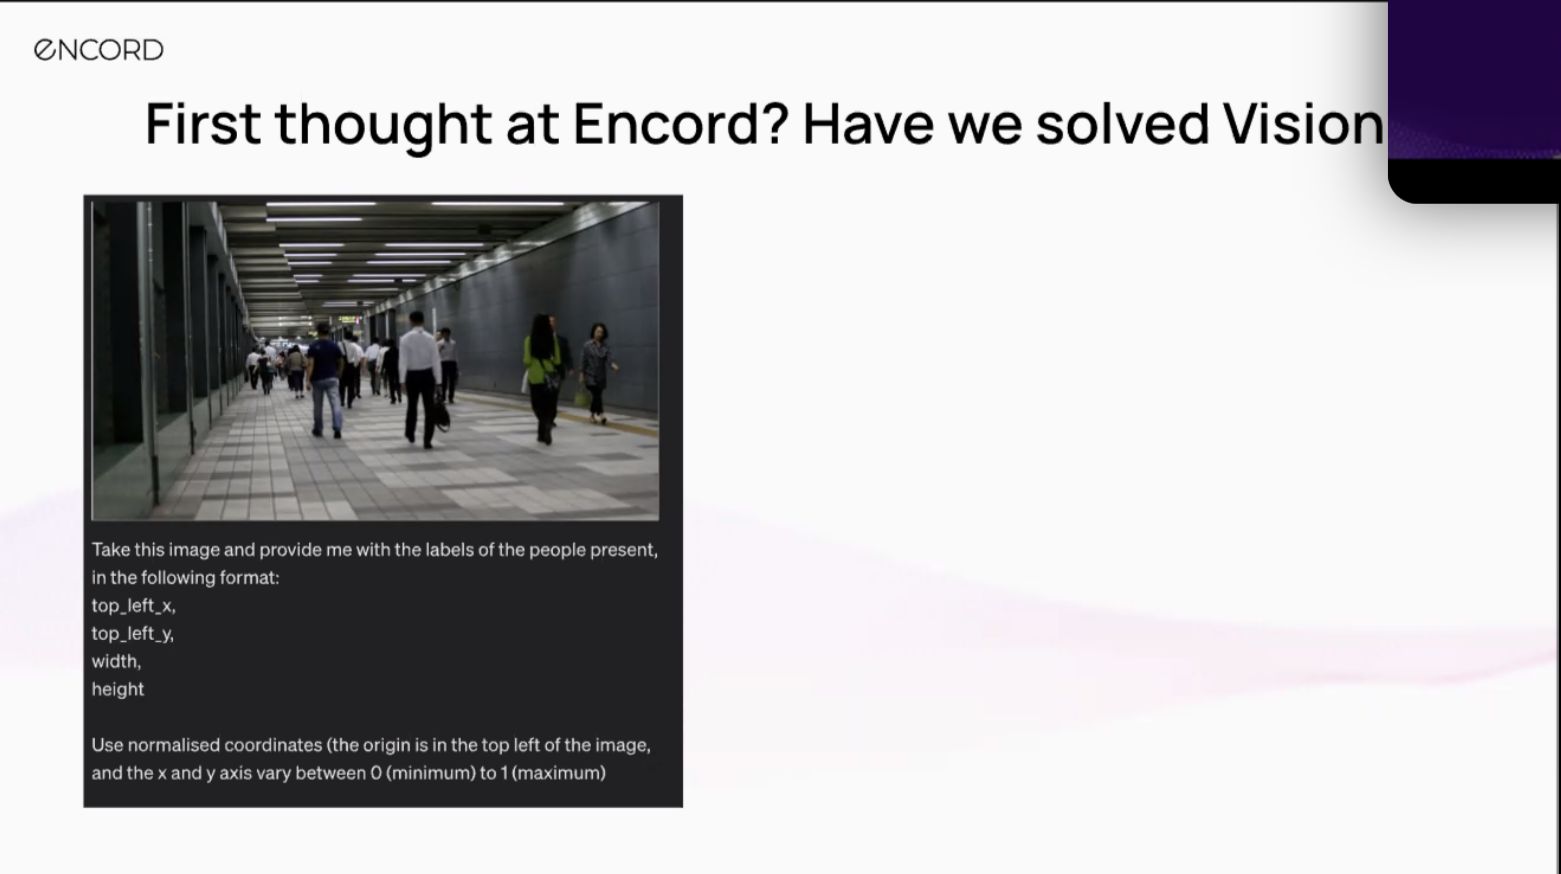 ENCORD
First thought at Encord? Have we solved Vision
Take this image and provide me with the labels of the people present,
in the following format:
top_left_x,
top_left_y,
width,
height
Use normalised coordinates (the origin is in the top left of the image,
and the x and y axis vary between 0 (minimum) to 1 (maximum)